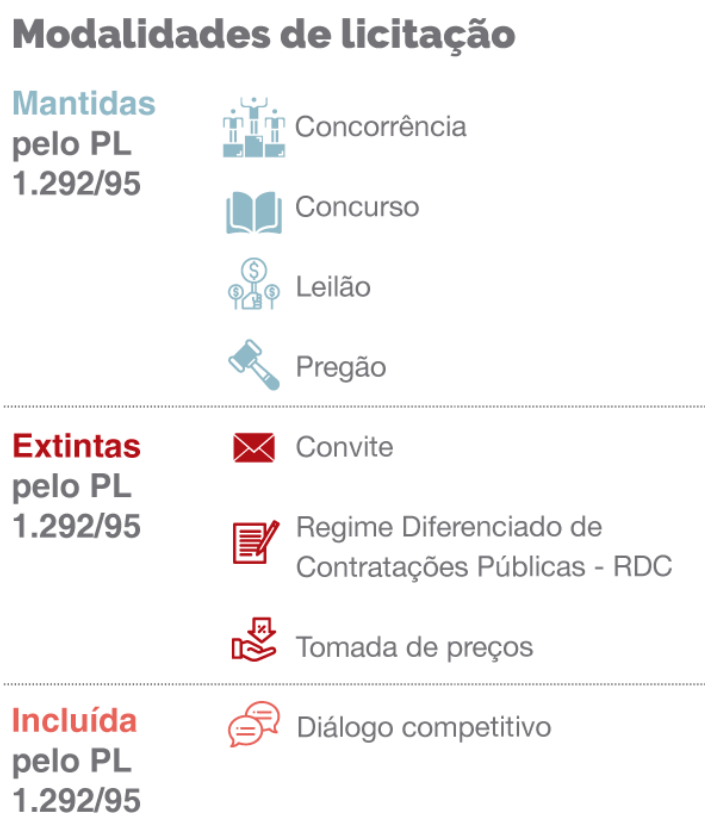 Modalidades de licitação
Mantidas
pelo PL
1.292/95
Concorrência
Concurso
Leilão
Pregão
Extintas
pelo PL
1.292/95
Convite
Regime Diferenciado de
Contratações Públicas - RDC
Tomada de preços
Incluída
pelo PL
1.292/95
Diálogo competitivo